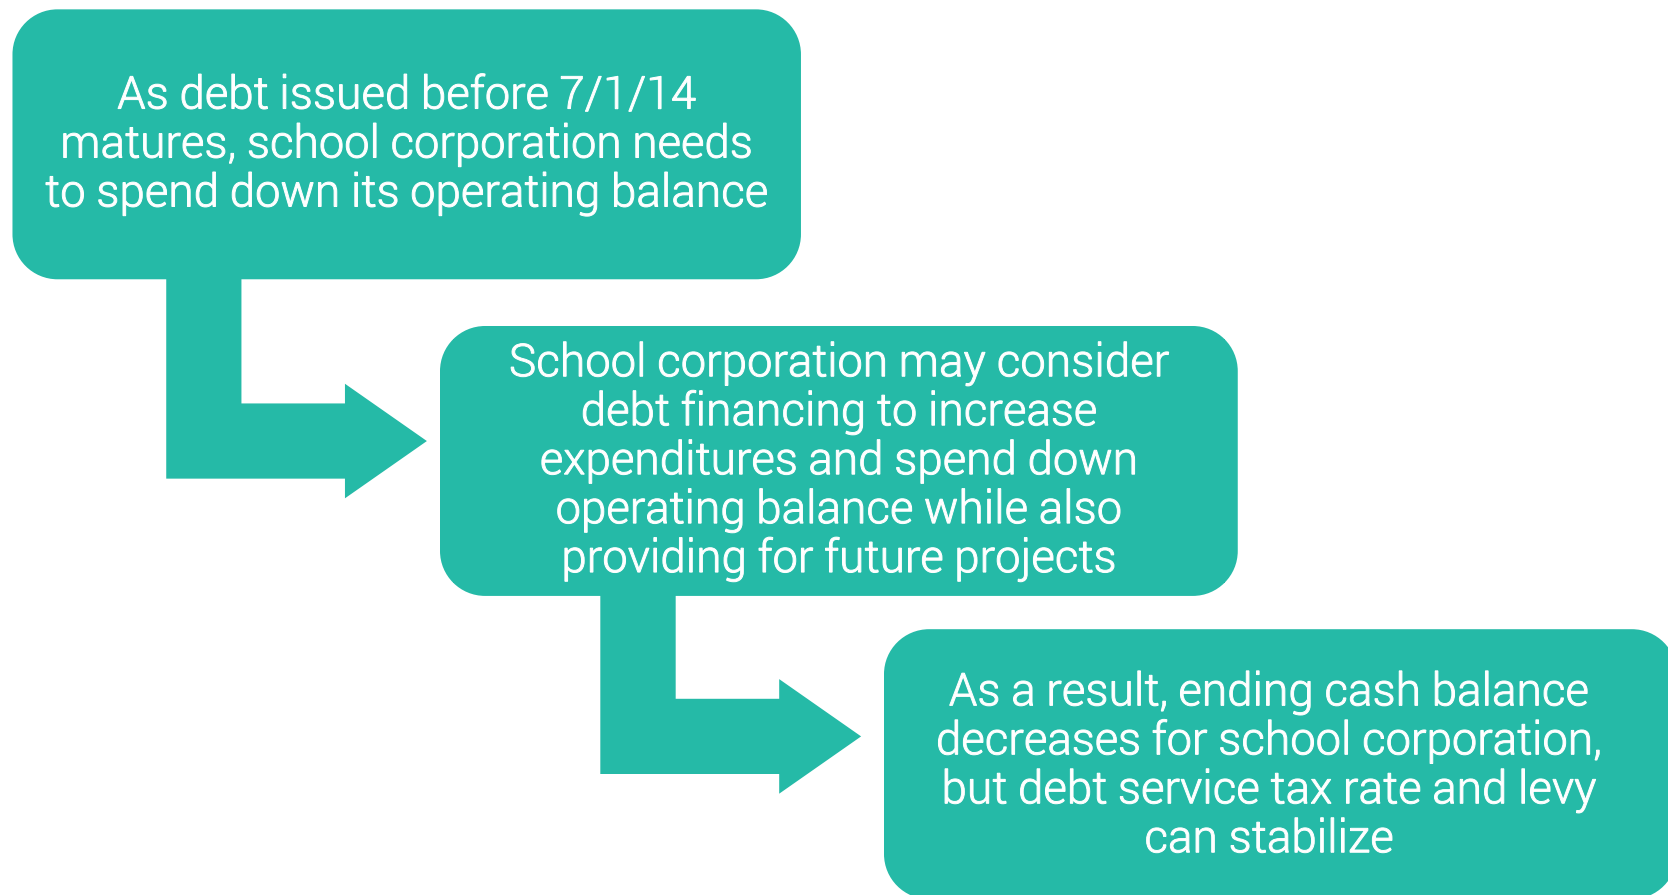 As debt issued before 7/1/14
matures, school corporation needs
to spend down its operating balance
School corporation may consider
debt financing to increase
expenditures and spend down
operating balance while also
providing for future projects
As a result, ending cash balance
decreases for school corporation,
but debt service tax rate and levy
can stabilize